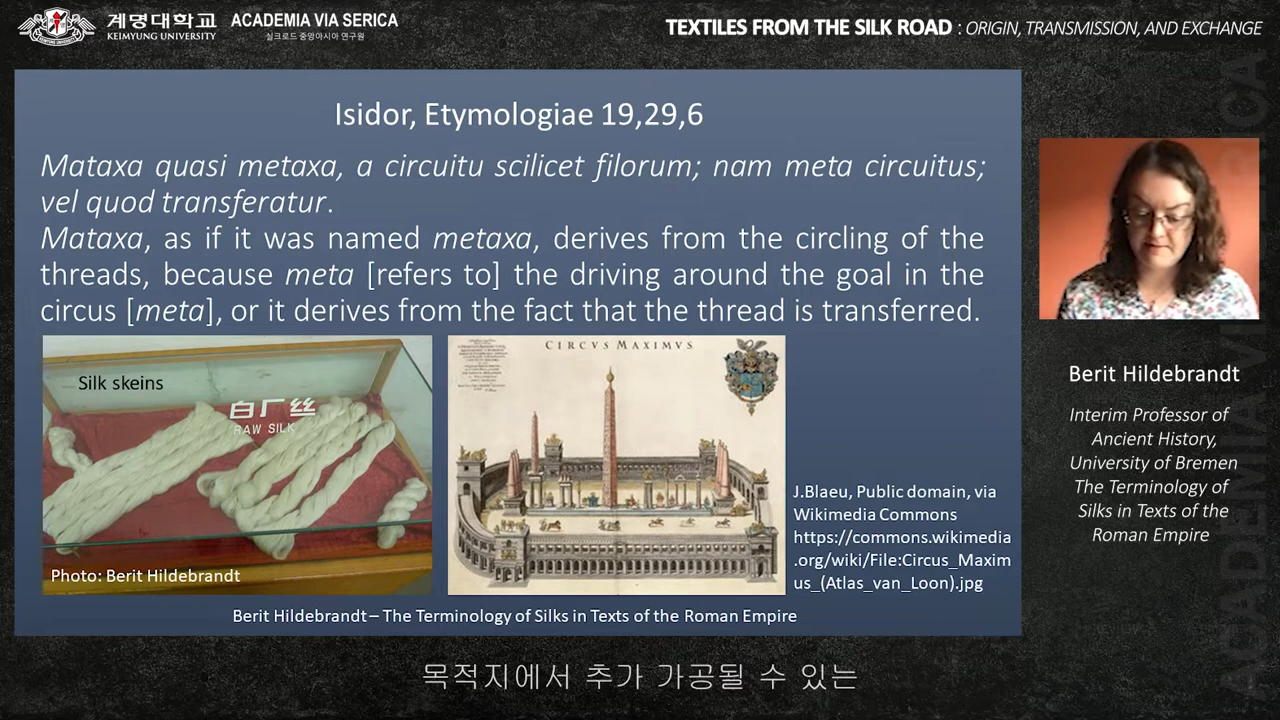 계명대학교
KEIMYUNG UNIVERSITY
ACADEMIA VIA SERICA
실크로드 중앙아시아 연구원
TEXTILES FROM THE SILK ROAD : ORIGIN, TRANSMISSION, AND EXCHANGE
Isidor, Etymologiae 19,29,6
Mataxa quasi metaxa, a circuitu scilicet filorum; nam meta circuitus;
vel quod transferatur.
Mataxa, as if it was named metaxa, derives from the circling of the
threads, because meta [refers to] the driving around the goal in the
circus [meta], or it derives from the fact that the thread is transferred.
Silk skeins
白厂丝
RAW SILK
Photo: Berit Hildebrandt
CIRCVS MAXIMVS
J.Blaeu, Public domain, via
Wikimedia Commons
https://commons.wikimedia
.org/wiki/File:Circus_Maxim
us_(Atlas_van_Loon).jpg
Berit Hildebrandt – The Terminology of Silks in Texts of the Roman Empire
Berit Hildebrandt
Interim Professor of
Ancient History,
University of Bremen
The Terminology of
Silks in Texts of the
Roman Empire
ACADEMIA VIA SERICA
목적지에서 추가 가공될 수 있는